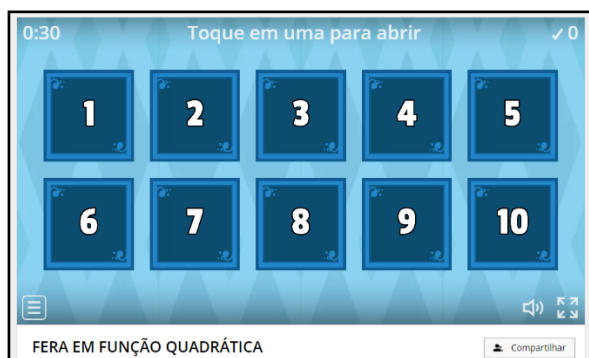 0:30 Toque em uma para abrir ✓0
1 2 3 4 5
6 7 8 9 10
FERA EM FUNÇÃO QUADRÁTICA Compartilhar